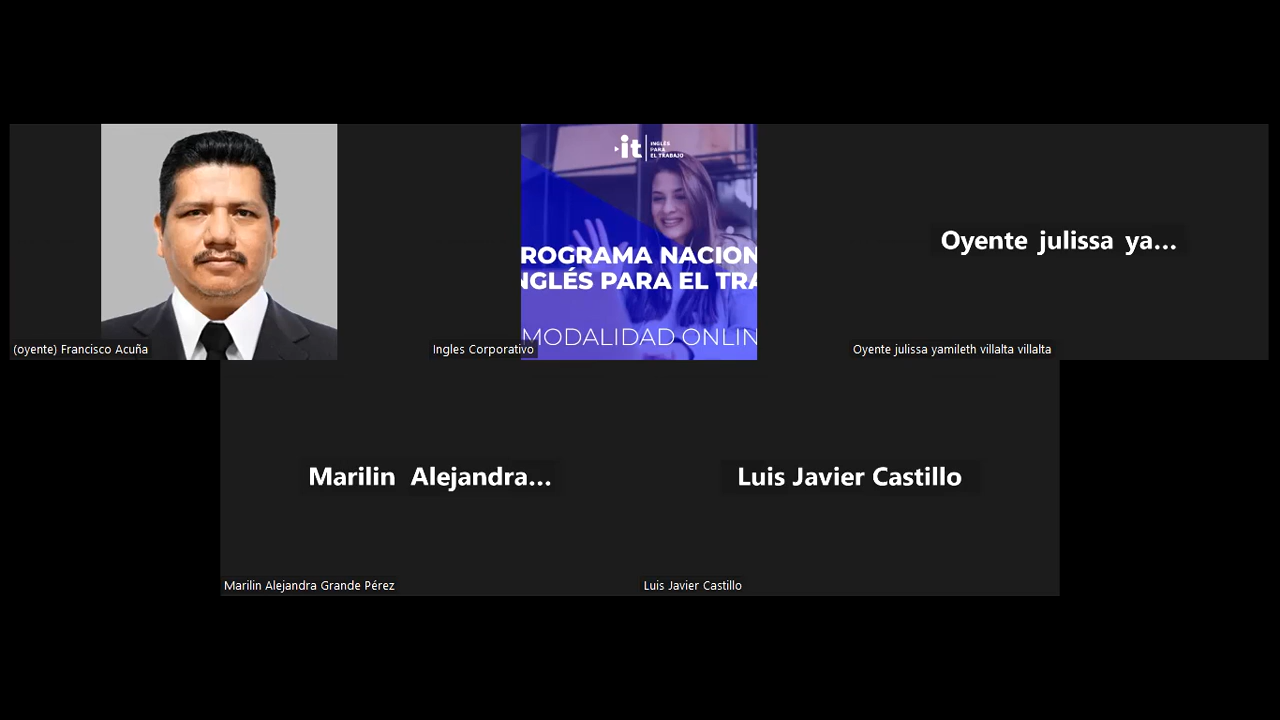 it INGLÉS
PARA
EL TRABAJO
ROGRAMA NACION
NGLÉS PARA EL TRA
MODALIDAD ONLIN
Oyente julissa ya...
(oyente) Francisco Acuña
Ingles Corporativo
Oyente julissa yamileth villalta villalta
Marilin Alejandra...
Luis Javier Castillo
Marilin Alejandra Grande Pérez
Luis Javier Castillo